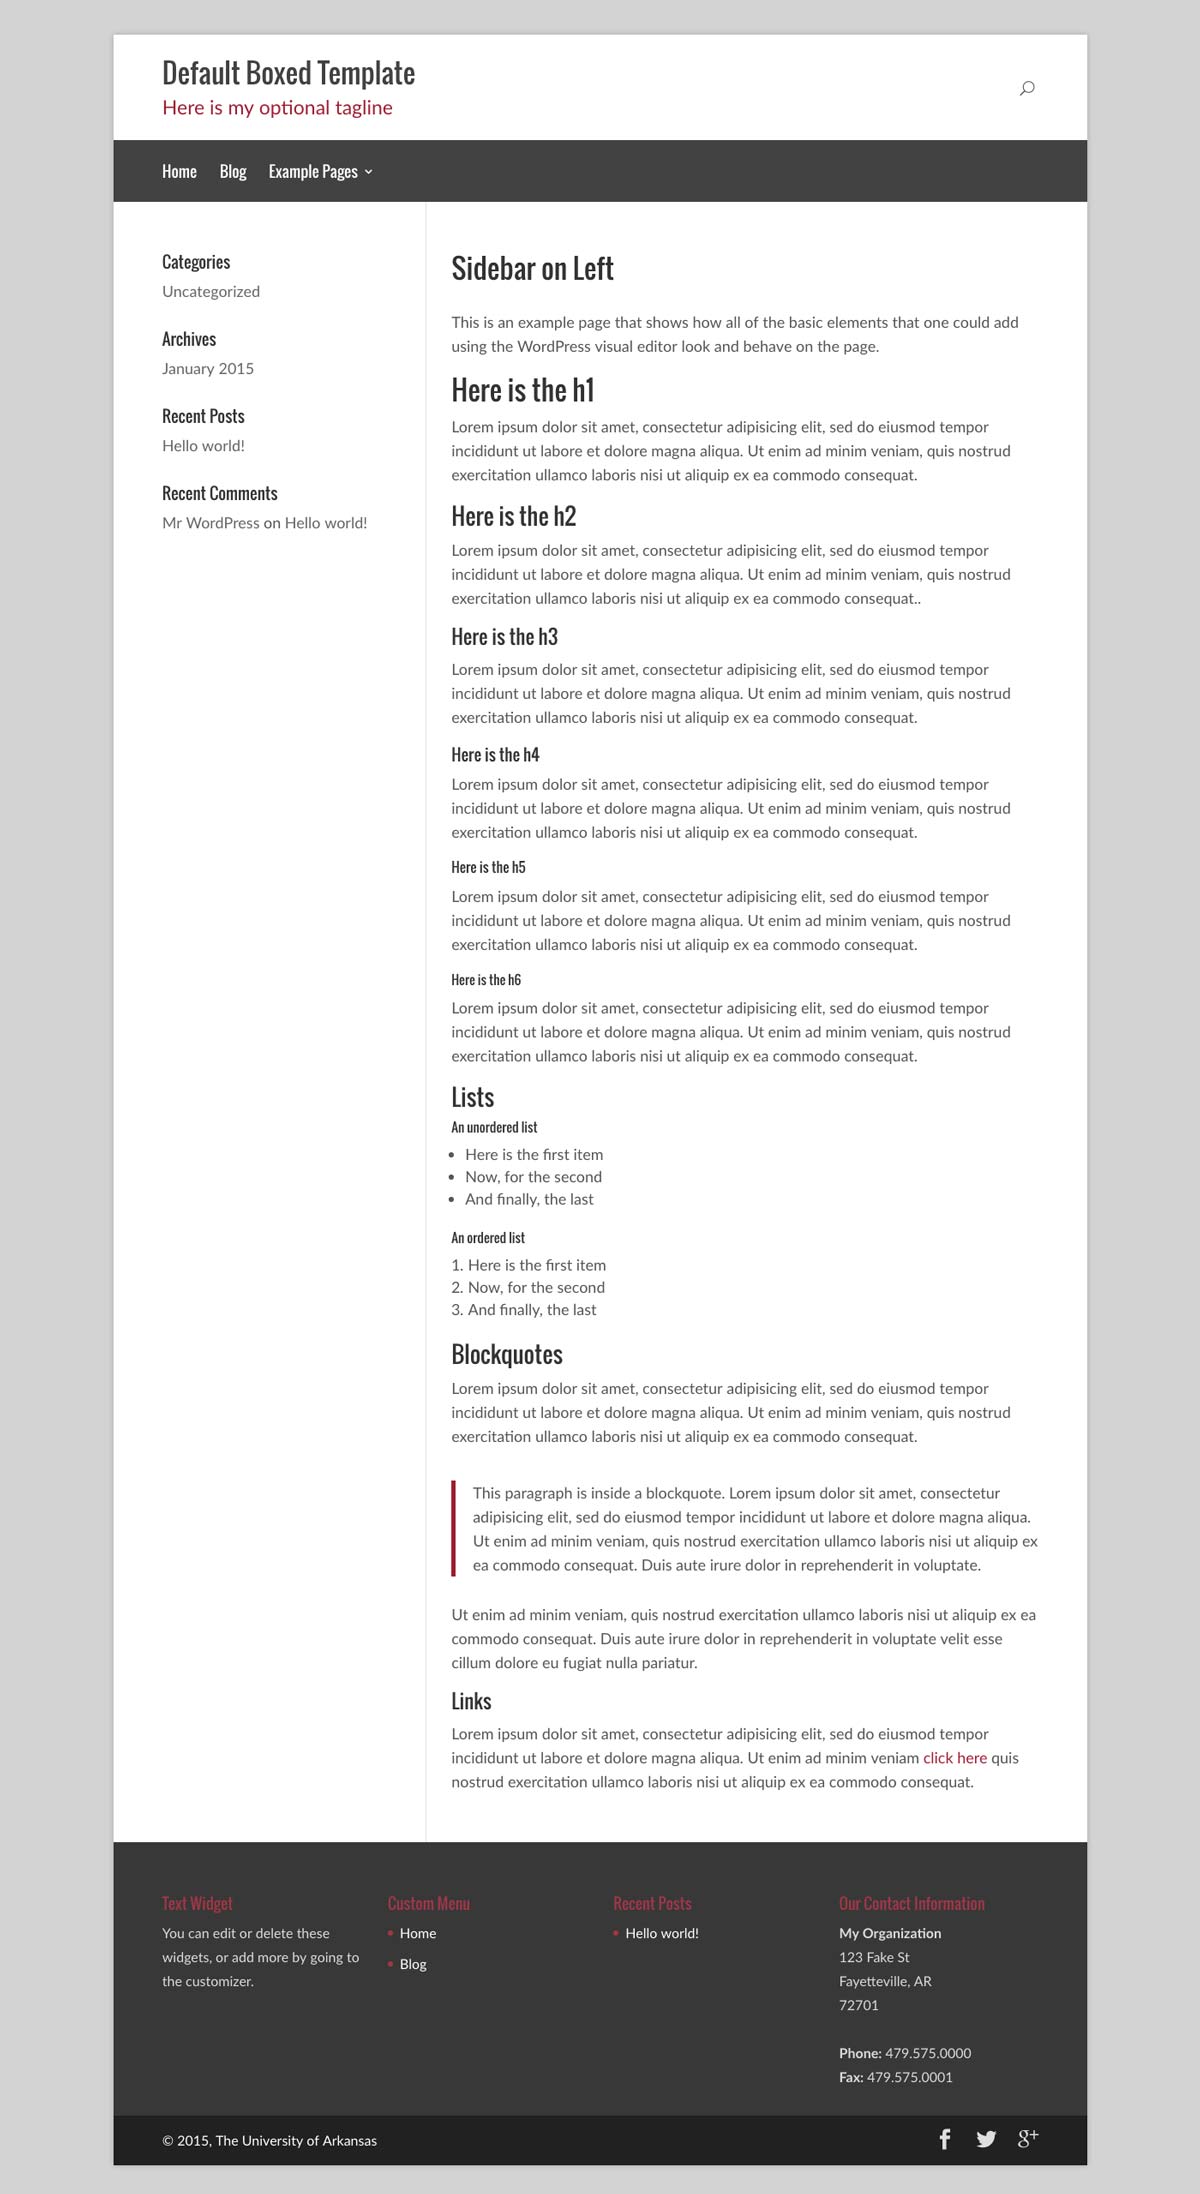 Default Boxed Template
Here is my optional tagline
Home Blog Example Pages
Categories
Uncategorized
Archives
January 2015
Recent Posts
Hello world!
Recent Comments
Mr WordPress on Hello world!
Sidebar on Left
This is an example page that shows how all of the basic elements that one could add
using the WordPress visual editor look and behave on the page.
Here is the h1
Lorem ipsum dolor sit amet, consectetur adipisicing elit, sed do eiusmod tempor
incididunt ut labore et dolore magna aliqua. Ut enim ad minim veniam, quis nostrud
exercitation ullamco laboris nisi ut aliquip ex ea commodo consequat.
Here is the h2
Lorem ipsum dolor sit amet, consectetur adipisicing elit, sed do eiusmod tempor
incididunt ut labore et dolore magna aliqua. Ut enim ad minim veniam, quis nostrud
exercitation ullamco laboris nisi ut aliquip ex ea commodo consequat..
Here is the h3
Lorem ipsum dolor sit amet, consectetur adipisicing elit, sed do eiusmod tempor
incididunt ut labore et dolore magna aliqua. Ut enim ad minim veniam, quis nostrud
exercitation ullamco laboris nisi ut aliquip ex ea commodo consequat.
Here is the h4
Lorem ipsum dolor sit amet, consectetur adipisicing elit, sed do eiusmod tempor
incididunt ut labore et dolore magna aliqua. Ut enim ad minim veniam, quis nostrud
exercitation ullamco laboris nisi ut aliquip ex ea commodo consequat.
Here is the h5
Lorem ipsum dolor sit amet, consectetur adipisicing elit, sed do eiusmod tempor
incididunt ut labore et dolore magna aliqua. Ut enim ad minim veniam, quis nostrud
exercitation ullamco laboris nisi ut aliquip ex ea commodo consequat.
Here is the h6
Lorem ipsum dolor sit amet, consectetur adipisicing elit, sed do eiusmod tempor
incididunt ut labore et dolore magna aliqua. Ut enim ad minim veniam, quis nostrud
exercitation ullamco laboris nisi ut aliquip ex ea commodo consequat.
Lists
An unordered list
• Here is the first item
• Now, for the second
• And finally, the last
An ordered list
1. Here is the first item
2. Now, for the second
3. And finally, the last
Blockquotes
Lorem ipsum dolor sit amet, consectetur adipisicing elit, sed do eiusmod tempor
incididunt ut labore et dolore magna aliqua. Ut enim ad minim veniam, quis nostrud
exercitation ullamco laboris nisi ut aliquip ex ea commodo consequat.
This paragraph is inside a blockquote. Lorem ipsum dolor sit amet, consectetur
adipisicing elit, sed do eiusmod tempor incididunt ut labore et dolore magna aliqua.
Ut enim ad minim veniam, quis nostrud exercitation ullamco laboris nisi ut aliquip ex
ea commodo consequat. Duis aute irure dolor in reprehenderit in voluptate.
Ut enim ad minim veniam, quis nostrud exercitation ullamco laboris nisi ut aliquip ex ea
commodo consequat. Duis aute irure dolor in reprehenderit in voluptate velit esse
cillum dolore eu fugiat nulla pariatur.
Links
Lorem ipsum dolor sit amet, consectetur adipisicing elit, sed do eiusmod tempor
incididunt ut labore et dolore magna aliqua. Ut enim ad minim veniam click here quis
nostrud exercitation ullamco laboris nisi ut aliquip ex ea commodo consequat.
Text Widget
You can edit or delete these
widgets, or add more by going to
the customizer.
Custom Menu
• Home
• Blog
Recent Posts
• Hello world!
Our Contact Information
My Organization
123 Fake St
Fayetteville, AR
72701
Phone: 479.575.0000
Fax: 479.575.0001
© 2015, The University of Arkansas